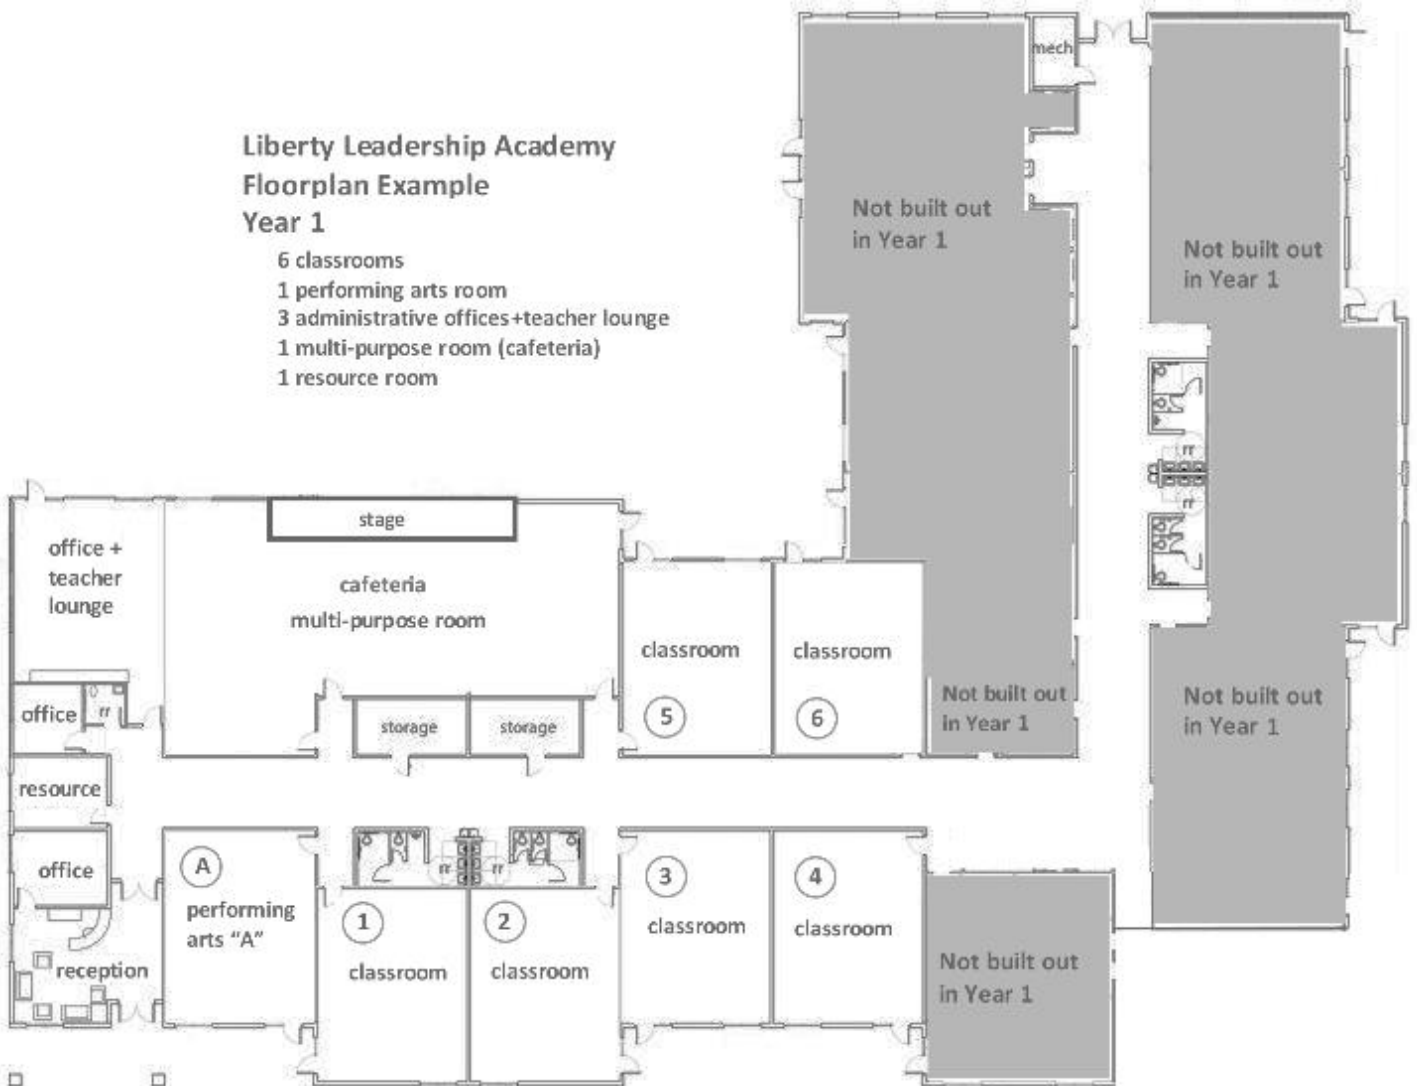 Liberty Leadership Academy
Floorplan Example
Year 1
6 classrooms
1 performing arts room
3 administrative offices+teacher lounge
1 multi-purpose room (cafeteria)
1 resource room
mech
Not built out
in Year 1
Not built out
in Year 1
rr
rr
stage
office +
teacher
lounge
cafeteria
multi-purpose room
classroom
5
classroom
6
Not built out
in Year 1
Not built out
in Year 1
office
rr
storage
storage
resource
office
A
performing
arts "A"
reception
rr
rr
1
classroom
2
classroom
3
classroom
4
classroom
Not built out
in Year 1